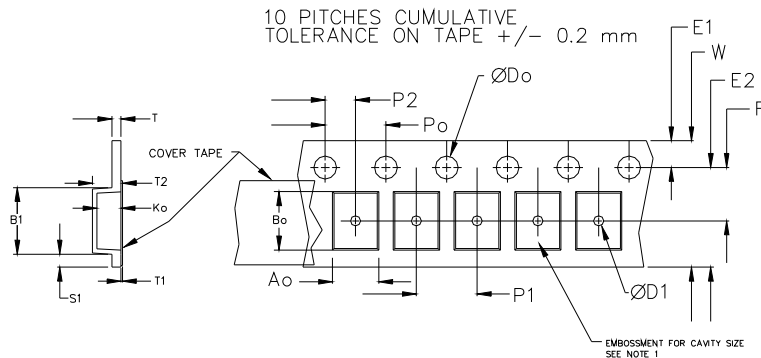 10 PITCHES CUMULATIVE
TOLERANCE ON TAPE +/- 0.2 mm
E1
W
E2
F
ØDo
P2
Po
T
COVER TAPE
T2
Ko
B1
Bo
S1
T1
Ao
P1
ØD1
EMBOSSMENT FOR CAVITY SIZE
SEE NOTE 1